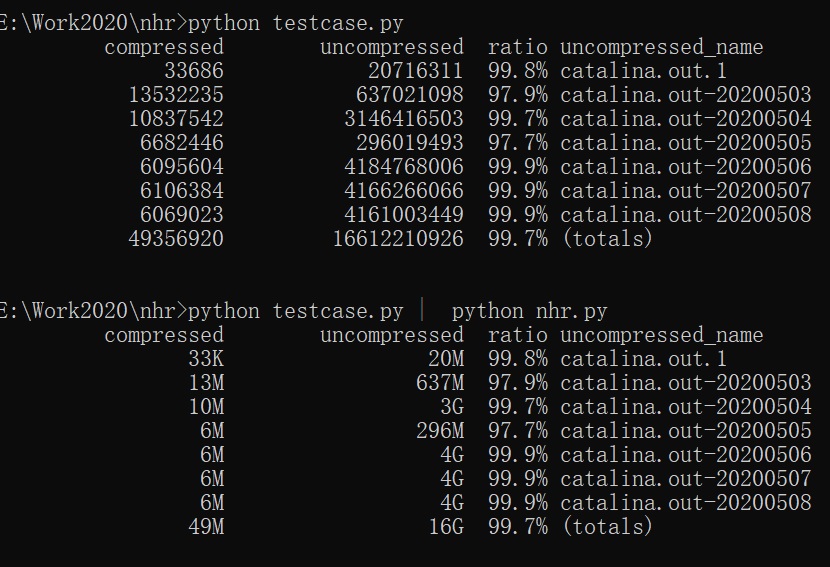 E:\Work2020\nhr>python testcase.py
compressed uncompressed ratio uncompressed_name
33686 20716311 99.8% catalina.out.1
13532235 637021098 97.9% catalina.out-20200503
10837542 3146416503 99.7% catalina.out-20200504
6682446 296019493 97.7% catalina.out-20200505
6095604 4184768006 99.9% catalina.out-20200506
6106384 4166266066 99.9% catalina.out-20200507
6069023 4161003449 99.9% catalina.out-20200508
49356920 16612210926 99.7% (totals)
E:\Work2020\nhr>python testcase.py | python nhr.py
compressed uncompressed ratio uncompressed_name
33K 20M 99.8% catalina.out.1
13M 637M 97.9% catalina.out-20200503
10M 3G 99.7% catalina.out-20200504
6M 296M 97.7% catalina.out-20200505
6M 4G 99.9% catalina.out-20200506
6M 4G 99.9% catalina.out-20200507
6M 4G 99.9% catalina.out-20200508
49M 16G 99.7% (totals)